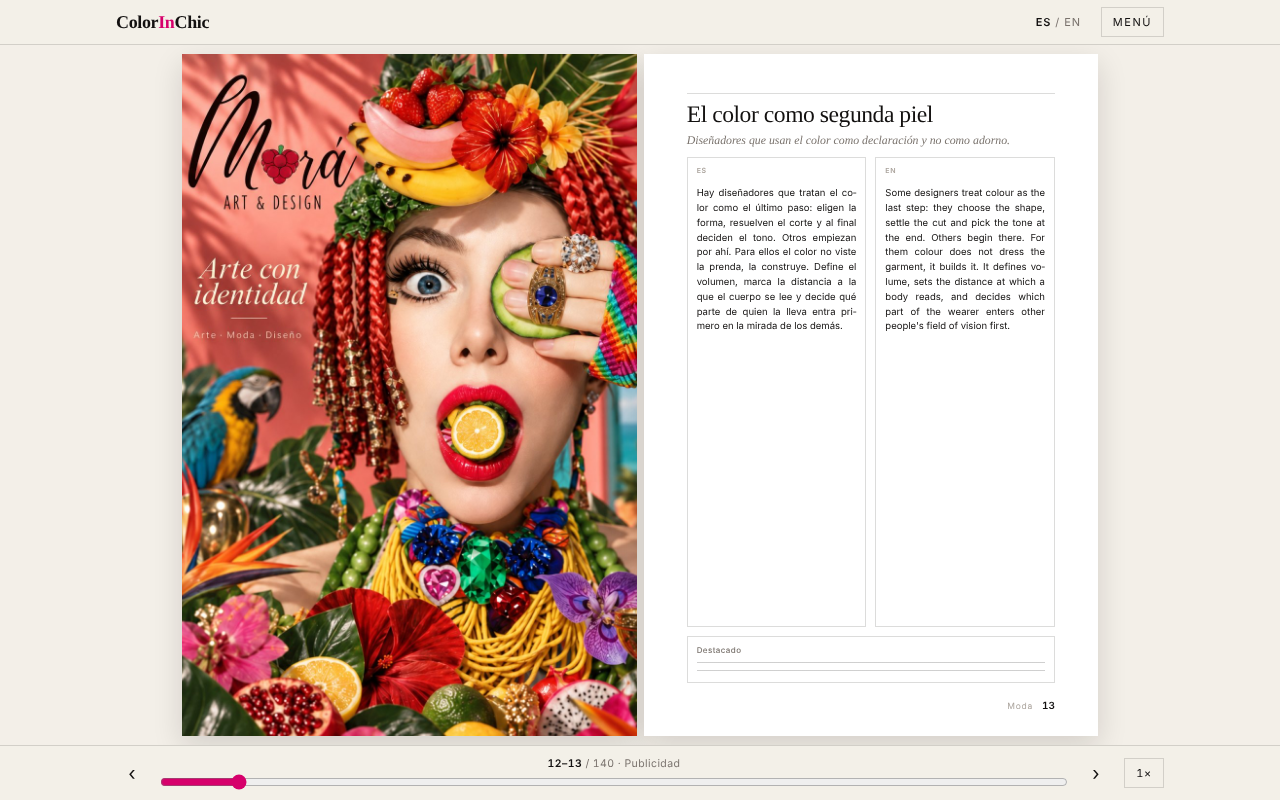 ColorInChic
ES / EN
MENÚ
Morá
ART & DESIGN
Arte con
identidad
Arte · Moda · Diseño
El color como segunda piel
Diseñadores que usan el color como declaración y no como adorno.
ES
Hay diseñadores que tratan el co-
lor como el último paso: eligen la
forma, resuelven el corte y al final
deciden el tono. Otros empiezan
por ahí. Para ellos el color no viste
la prenda, la construye. Define el
volumen, marca la distancia a la
que el cuerpo se lee y decide qué
parte de quien la lleva entra pri-
mero en la mirada de los demás.
EN
Some designers treat colour as the
last step: they choose the shape,
settle the cut and pick the tone at
the end. Others begin there. For
them colour does not dress the
garment, it builds it. It defines vo-
lume, sets the distance at which a
body reads, and decides which
part of the wearer enters other
people's field of vision first.
Destacado
Moda 13
12–13 / 140 · Publicidad
1×